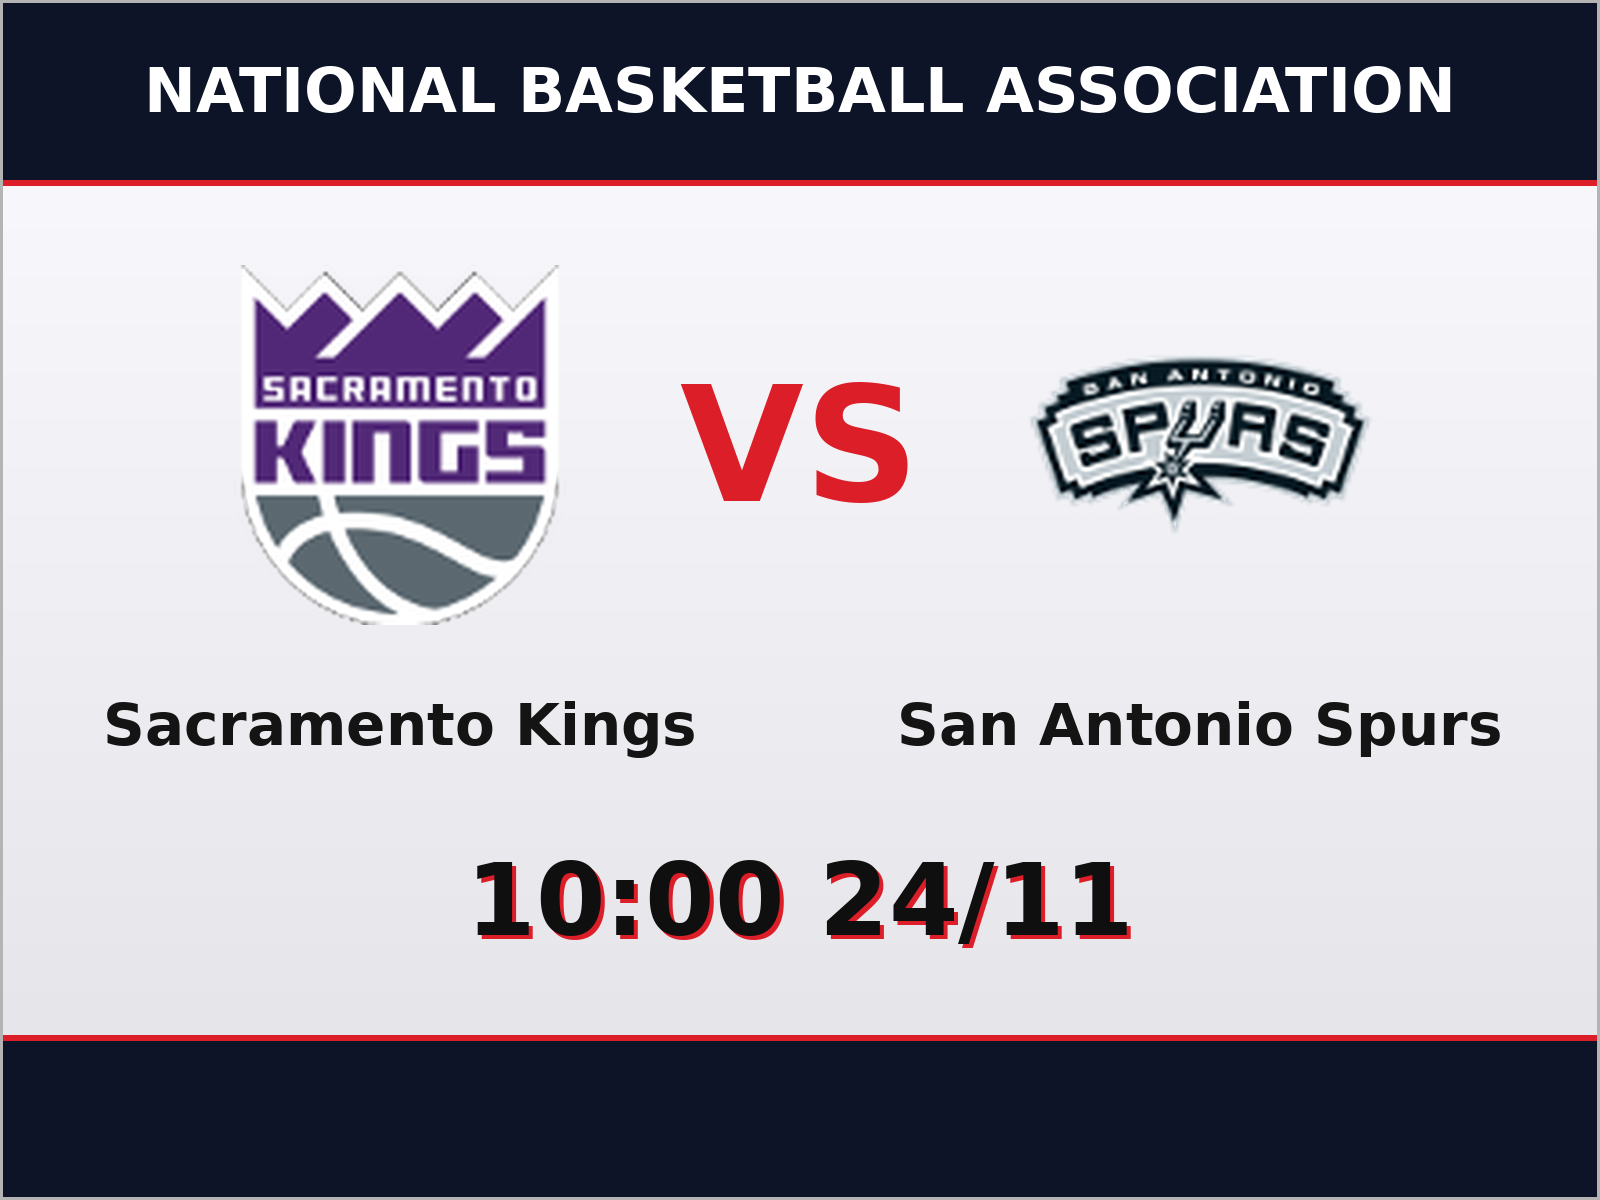 NATIONAL BASKETBALL ASSOCIATION
SACRAMENTO
KINGS
VS
SAN ANTONIO
SPURS
Sacramento Kings
San Antonio Spurs
10:00 24/11